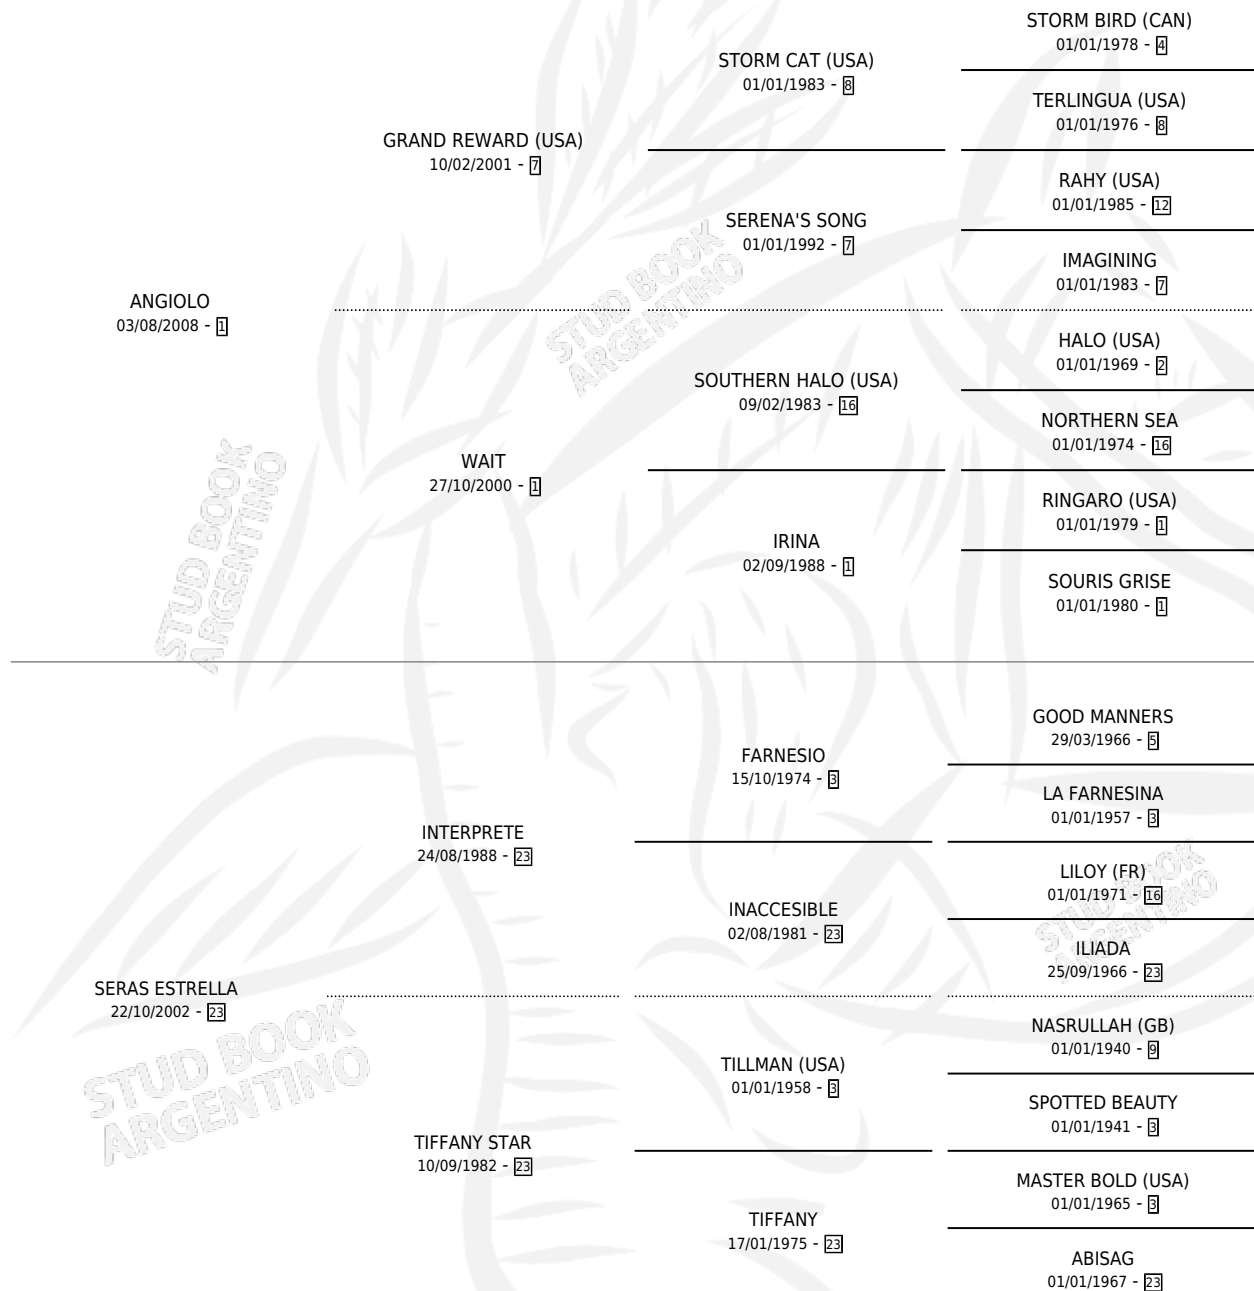 STORM BIRD (CAN)
01/01/1978 - 4
STORM CAT (USA)
01/01/1983 - 8
TERLINGUA (USA)
01/01/1976 - 8
GRAND REWARD (USA)
10/02/2001 - 7
RAHY (USA)
01/01/1985 - 12
SERENA'S SONG
01/01/1992 - 7
IMAGINING
01/01/1983 - 7
ANGIOLO
03/08/2008 - 1
HALO (USA)
01/01/1969 - 2
SOUTHERN HALO (USA)
09/02/1983 - 16
NORTHERN SEA
01/01/1974 - 16
WAIT
27/10/2000 - 1
RINGARO (USA)
01/01/1979 - 1
IRINA
02/09/1988 - 1
SOURIS GRISE
01/01/1980 - 1
GOOD MANNERS
29/03/1966 - 5
FARNESIO
15/10/1974 - 3
LA FARNESINA
01/01/1957 - 3
INTERPRETE
24/08/1988 - 23
LILOY (FR)
01/01/1971 - 16
INACCESIBLE
02/08/1981 - 23
ILIADA
25/09/1966 - 23
SERAS ESTRELLA
22/10/2002 - 23
NASRULLAH (GB)
01/01/1940 - 9
TILLMAN (USA)
01/01/1958 - 3
SPOTTED BEAUTY
01/01/1941 - 3
TIFFANY STAR
10/09/1982 - 23
MASTER BOLD (USA)
01/01/1965 - 3
TIFFANY
17/01/1975 - 23
ABISAG
01/01/1967 - 23
STUD BOOK
ARGENTINO
STUD BOOK
ARGENTINO
STUD BOOK
ARGENTINO
STUD BOOK
ARGENTINO